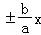 ± b/a x